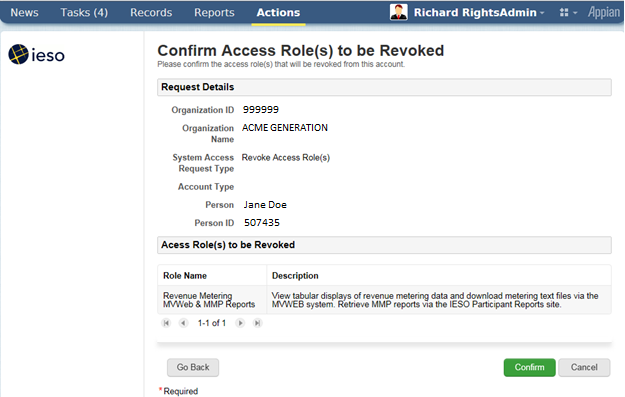 News Tasks (4) Records Reports Actions Richard RightsAdmin Appian
ieso
Confirm Access Role(s) to be Revoked
Please confirm the access role(s) that will be revoked from this account.
Request Details
Organization ID 999999
Organization ACME GENERATION
Name
System Access Revoke Access Role(s)
Request Type
Account Type
Person Jane Doe
Person ID 507435
Acess Role(s) to be Revoked
Role Name Description
Revenue Metering View tabular displays of revenue metering data and download metering text files via the
MVWeb & MMP Reports MVWEB system. Retrieve MMP reports via the IESO Participant Reports site.
1-1 of 1
Go Back Confirm Cancel
*Required